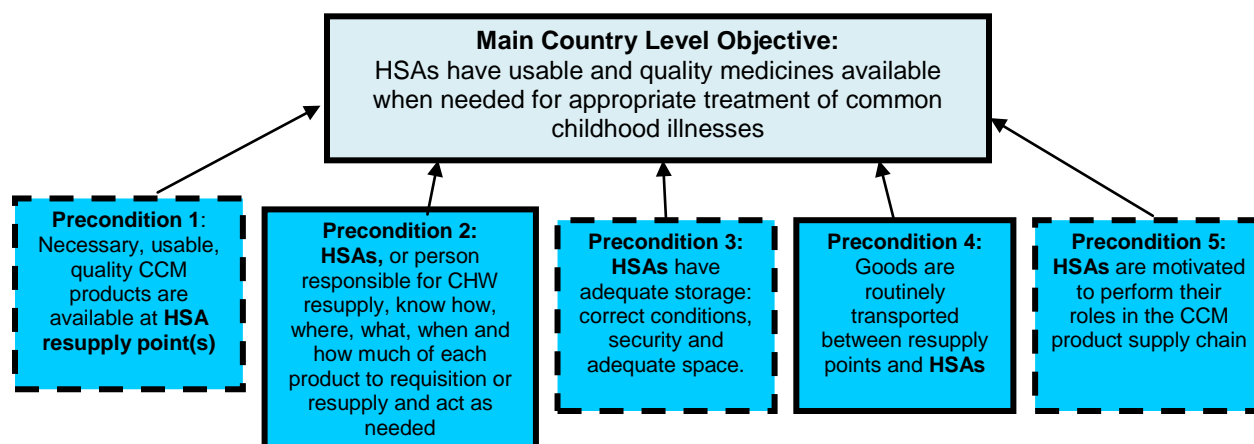 Main Country Level Objective:
HSAs have usable and quality medicines available
when needed for appropriate treatment of common
childhood illnesses
Precondition 1:
Necessary, usable,
quality CCM
products are
available at HSA
resupply point(s)
Precondition 2:
HSAs, or person
responsible for CHW
resupply, know how,
where, what, when and
how much of each
product to requisition or
resupply and act as
needed
Precondition 3:
HSAs have
adequate storage:
correct conditions,
security and
adequate space.
Precondition 4:
Goods are
routinely
transported
between resupply
points and HSAs
Precondition 5:
HSAs are motivated
to perform their
roles in the CCM
product supply chain